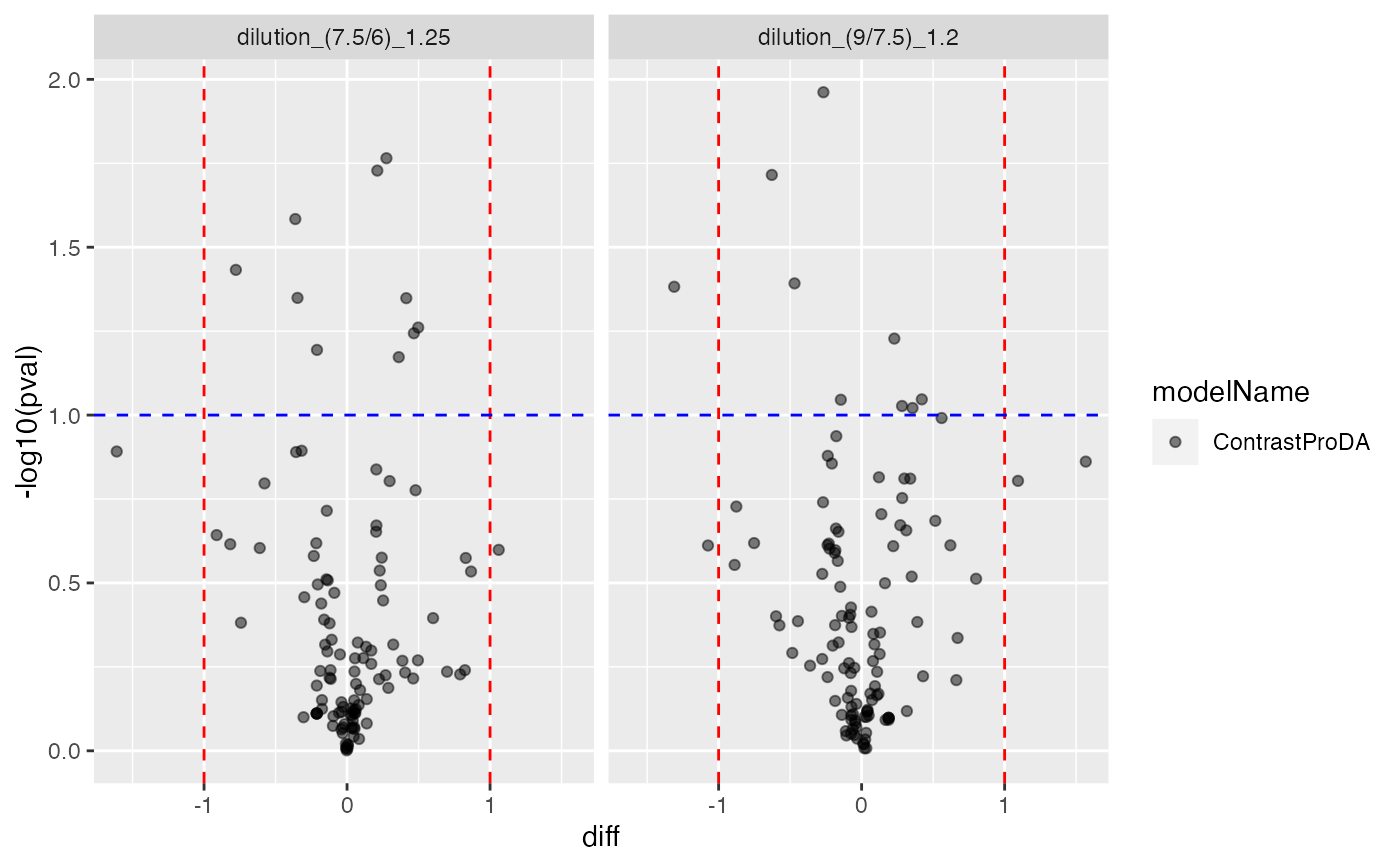 dilution_(7.5/6)_1.25
dilution_(9/7.5)_1.2
2.0
1.5
1.0
0.5
0.0
-log10(pval)
-1
0
1
-1
0
1
diff
modelName
ContrastProDA